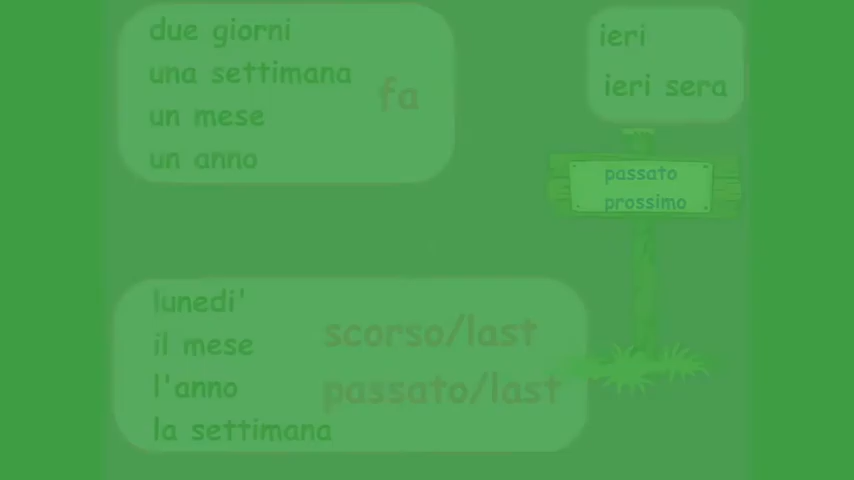 due giorni
una settimana
un mese
un anno
fa
ieri
ieri sera
passato
prossimo
lunedi'
il mese
l'anno
la settimana
scorso/last
passato/last